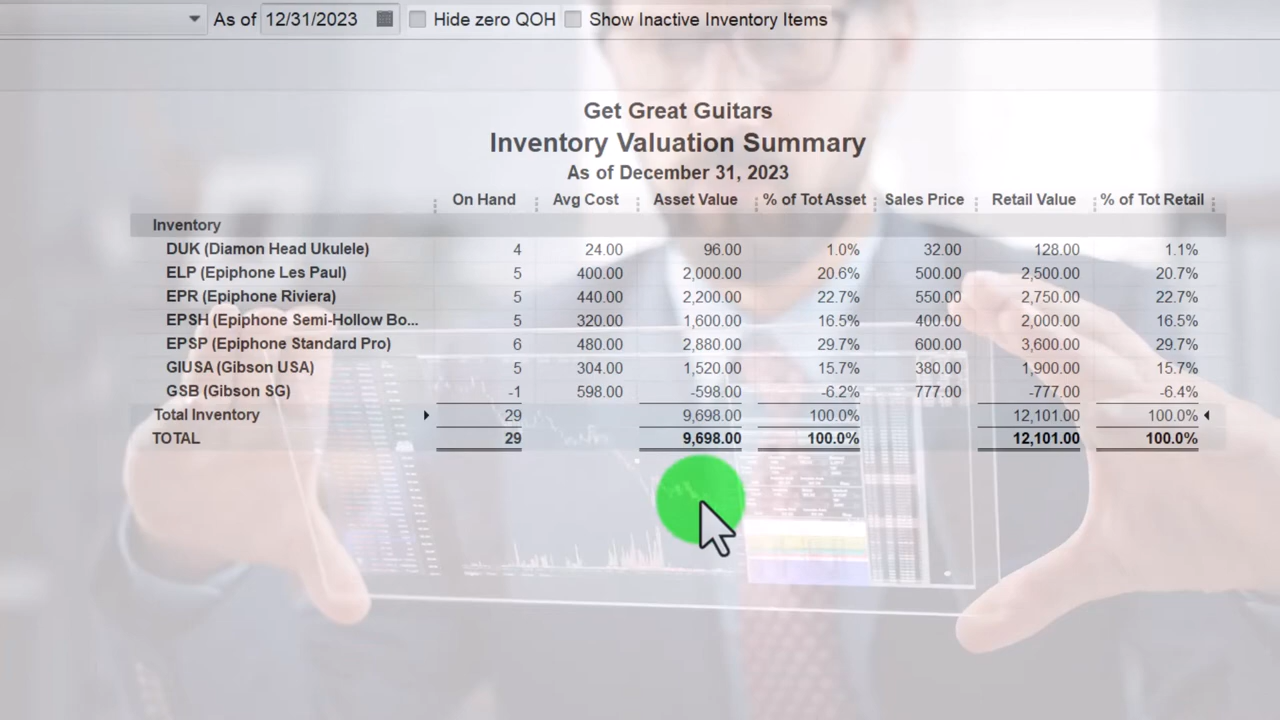 As of 12/31/2023 Hide zero QOH Show Inactive Inventory Items
Get Great Guitars
Inventory Valuation Summary
As of December 31, 2023
On Hand Avg Cost Asset Value % of Tot Asset Sales Price Retail Value % of Tot Retail
Inventory
DUK (Diamon Head Ukulele) 4 24.00 96.00 1.0% 32.00 128.00 1.1%
ELP (Epiphone Les Paul) 5 400.00 2,000.00 20.6% 500.00 2,500.00 20.7%
EPR (Epiphone Riviera) 5 440.00 2,200.00 22.7% 550.00 2,750.00 22.7%
EPSH (Epiphone Semi-Hollow Bo... 5 320.00 1,600.00 16.5% 400.00 2,000.00 16.5%
EPSP (Epiphone Standard Pro) 6 480.00 2,880.00 29.7% 600.00 3,600.00 29.7%
GIUSA (Gibson USA) 5 304.00 1,520.00 15.7% 380.00 1,900.00 15.7%
GSB (Gibson SG) -1 598.00 -598.00 -6.2% 777.00 -777.00 -6.4%
Total Inventory 29 9,698.00 100.0% 12,101.00 100.0%
TOTAL 29 9,698.00 100.0% 12,101.00 100.0%